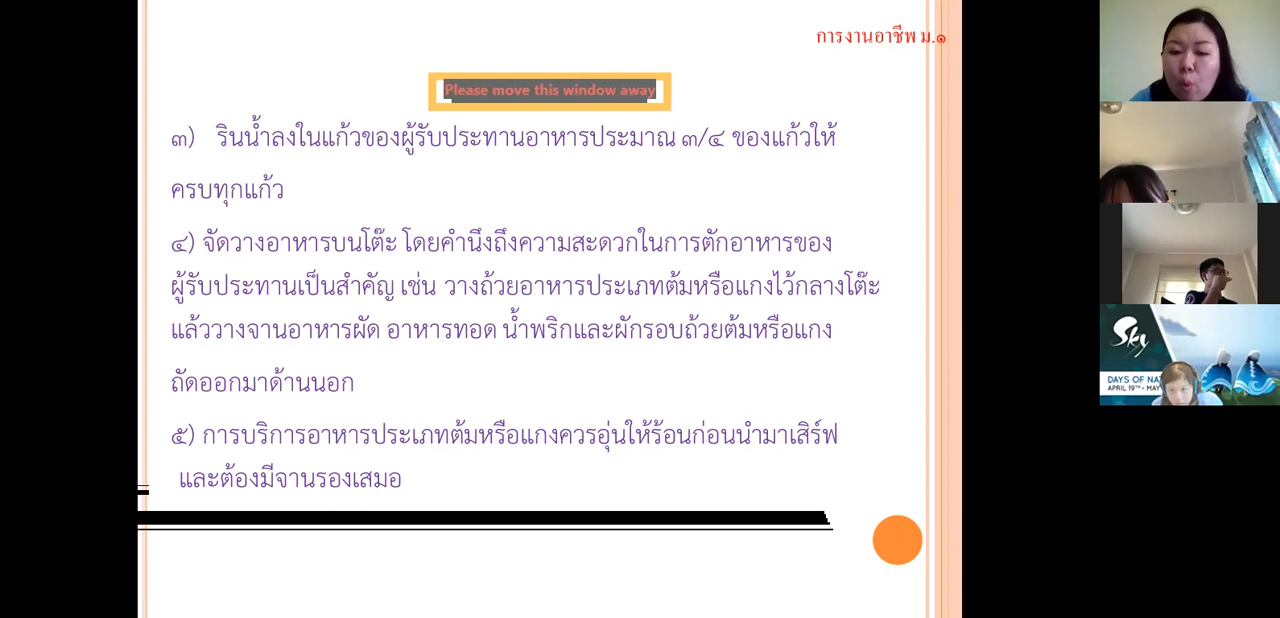 การงานอาชีพ ม.๑
Please move this window away
๓) รินน้ำลงในแก้วของผู้รับประทานอาหารประมาณ ๓/๔ ของแก้วให้
ครบทุกแก้ว
๔) จัดวางอาหารบนโต๊ะ โดยคำนึงถึงความสะดวกในการตักอาหารของ
ผู้รับประทานเป็นสำคัญ เช่น วางถ้วยอาหารประเภทต้มหรือแกงไว้กลางโต๊ะ
แล้ววางจานอาหารผัด อาหารทอด น้ำพริกและผักรอบถ้วยต้มหรือแกง
ถัดออกมาด้านนอก
๕) การบริการอาหารประเภทต้มหรือแกงควรอุ่นให้ร้อนก่อนนำมาเสิร์ฟ
และต้องมีจานรองเสมอ
Sky
DAYS OF NA
APRIL 19TH - MAY